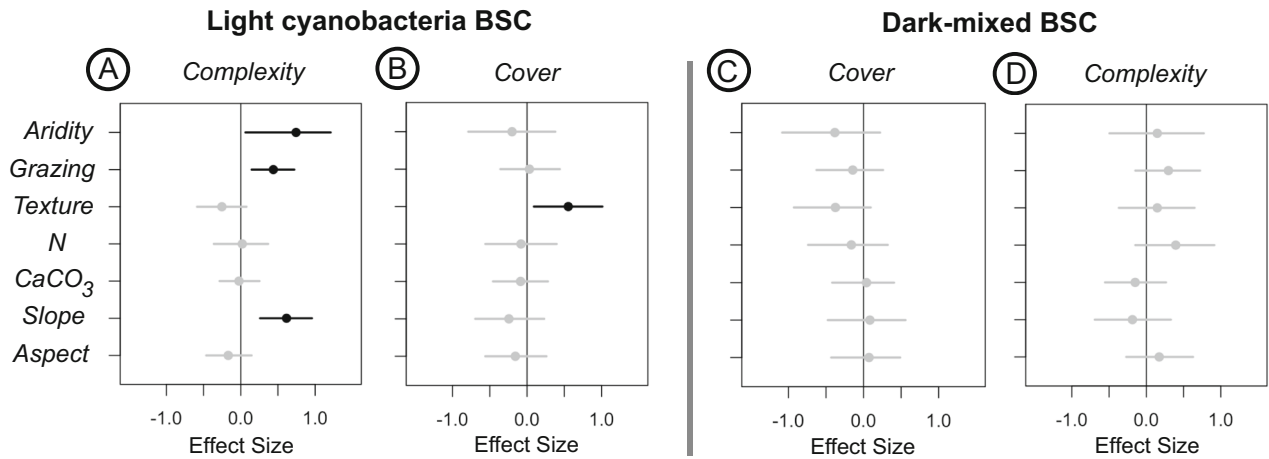 Light cyanobacteria BSC
Dark-mixed BSC
A Complexity
B Cover
C Cover
D Complexity
Aridity
Grazing
Texture
N
CaCO3
Slope
Aspect
-1.0 0.0 1.0
Effect Size
-1.0 0.0 1.0
Effect Size
-1.0 0.0 1.0
Effect Size
-1.0 0.0 1.0
Effect Size